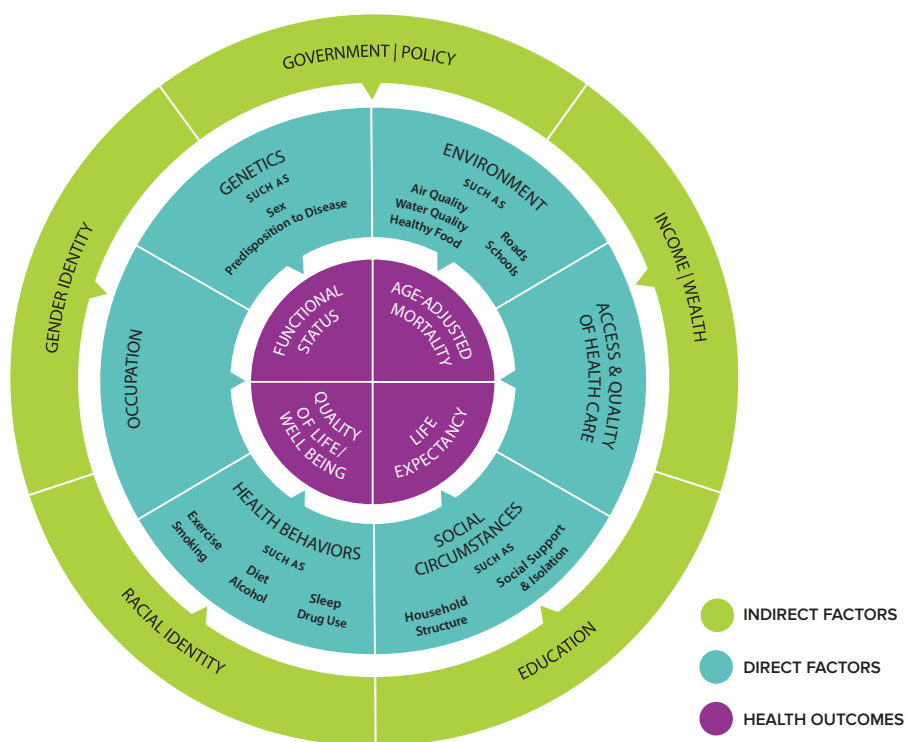 GOVERNMENT | POLICY
INCOME | WEALTH
EDUCATION
RACIAL IDENTITY
GENDER IDENTITY
GENETICS
SUCH AS
Sex
Predisposition to Disease
ENVIRONMENT
SUCH AS
Air Quality
Water Quality
Healthy Food
Roads
Schools
ACCESS & QUALITY
OF HEALTH CARE
SOCIAL
CIRCUMSTANCES
SUCH AS
Social Support
& Isolation
Household
Structure
HEALTH BEHAVIORS
SUCH AS
Exercise
Smoking
Diet
Alcohol
Sleep
Drug Use
OCCUPATION
FUNCTIONAL
STATUS
AGE-ADJUSTED
MORTALITY
QUALITY
OF LIFE/
WELL BEING
LIFE
EXPECTANCY
INDIRECT FACTORS
DIRECT FACTORS
HEALTH OUTCOMES